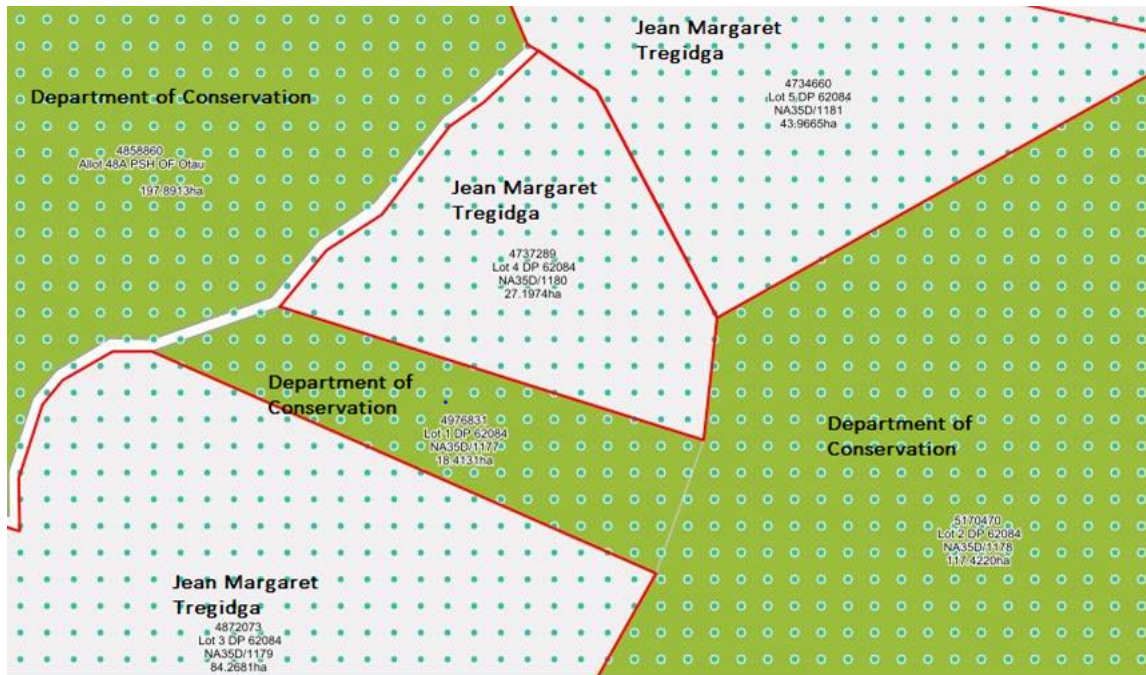 Jean Margaret
Tregidga
4734660
Lot 5 DP 62084
NA35D/1181
43.9665ha
Department of Conservation
4858860
Allot 48A PSH OF Otau
197.8913ha
Jean Margaret
Tregidga
4737289
Lot 4 DP 62084
NA35D/1180
27.1974ha
Department of
Conservation
4976831
Lot 1 DP 62084
NA35D/1177
18.4131ha
Department of
Conservation
5170470
Lot 2 DP 62084
NA35D/1178
117.4220ha
Jean Margaret
Tregidga
4872073
Lot 3 DP 62084
NA35D/1179
84.2681ha